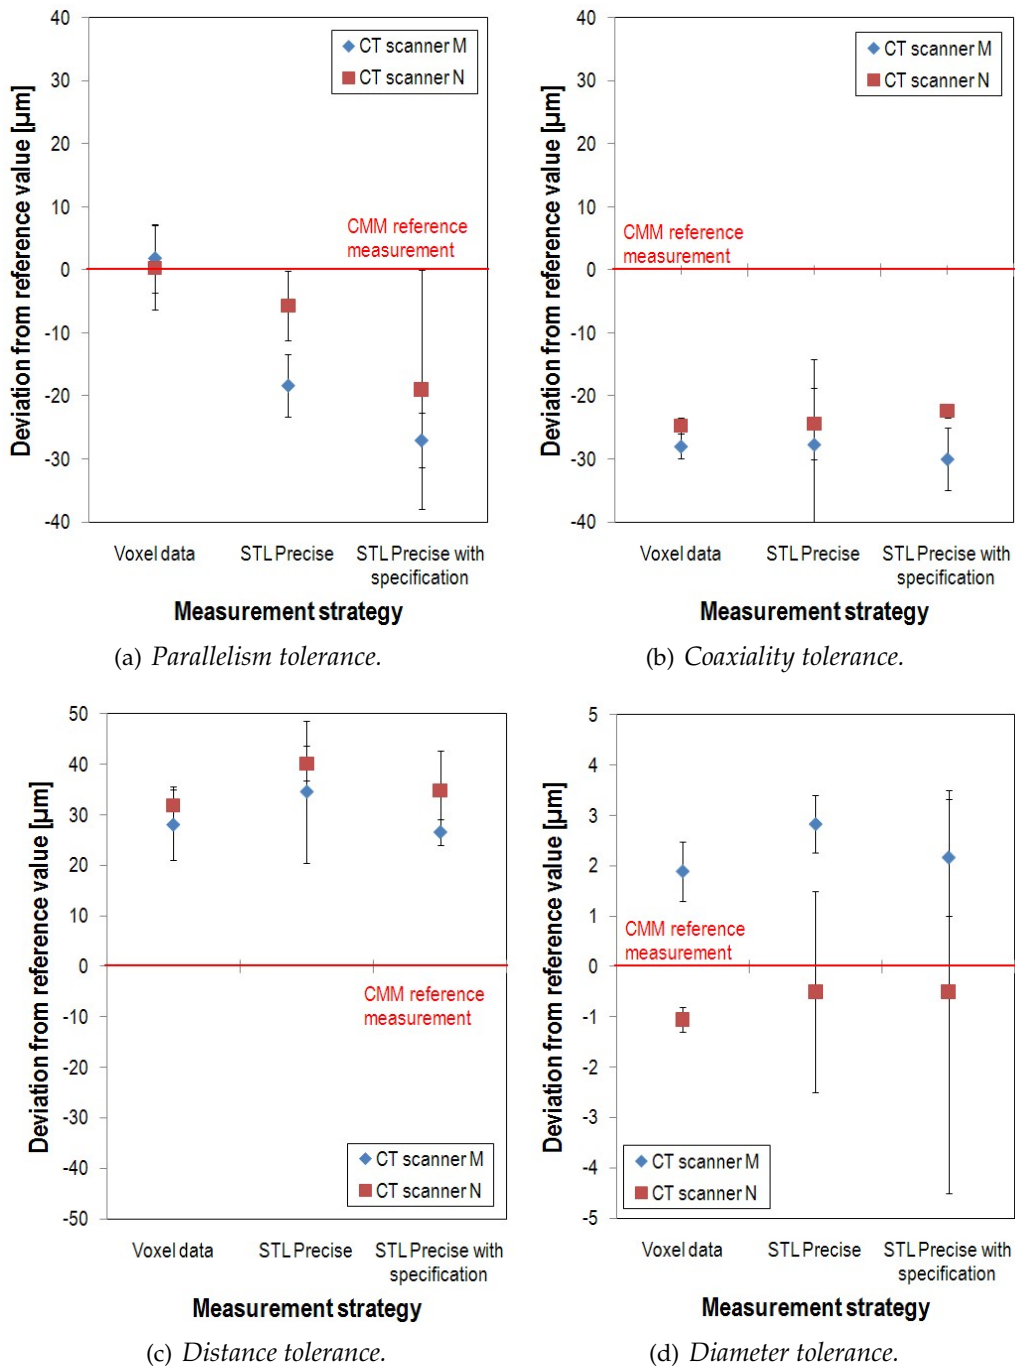 40
30
20
10
0
-10
-20
-30
-40
Deviation from reference value [µm]
CT scanner M
CT scanner N
CMM reference
measurement
Voxel data
STL Precise
STL Precise with
specification
Measurement strategy
(a) Parallelism tolerance.
40
30
20
10
0
-10
-20
-30
-40
Deviation from reference value [µm]
CT scanner M
CT scanner N
CMM reference
measurement
Voxel data
STL Precise
STL Precise with
specification
Measurement strategy
(b) Coaxiality tolerance.
50
40
30
20
10
0
-10
-20
-30
-40
-50
Deviation from reference value [µm]
CMM reference
measurement
CT scanner M
CT scanner N
Voxel data
STL Precise
STL Precise with
specification
Measurement strategy
(c) Distance tolerance.
5
4
3
2
1
0
-1
-2
-3
-4
-5
Deviation from reference value [µm]
CMM reference
measurement
CT scanner M
CT scanner N
Voxel data
STL Precise
STL Precise with
specification
Measurement strategy
(d) Diameter tolerance.